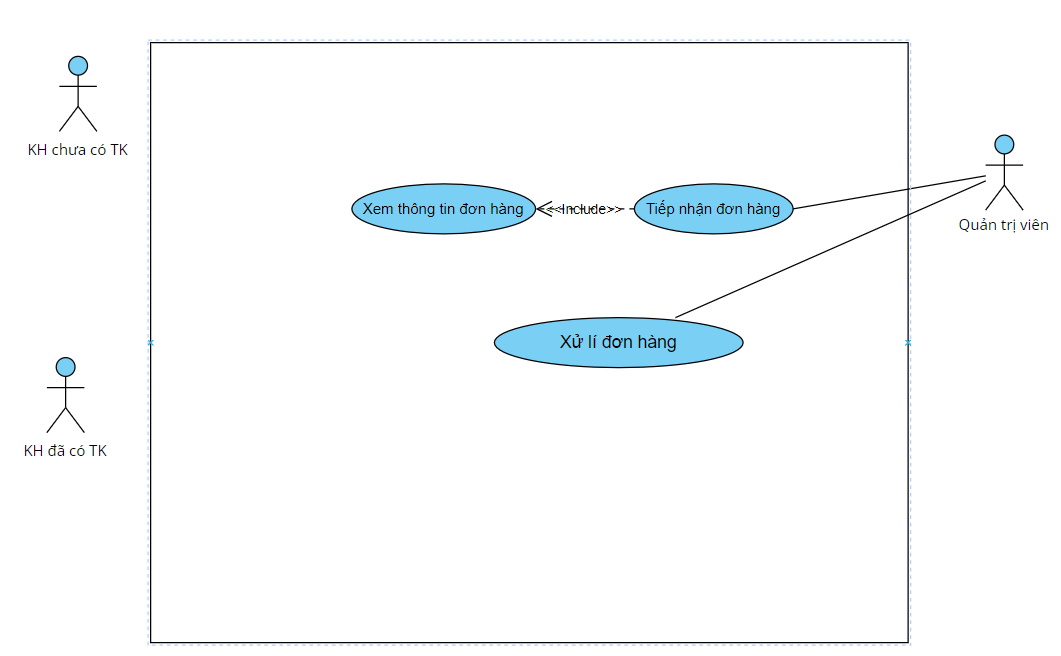 KH chưa có TK
Xem thông tin đơn hàng
<<Include>>
Tiếp nhận đơn hàng
Quản trị viên
Xử lí đơn hàng
KH đã có TK